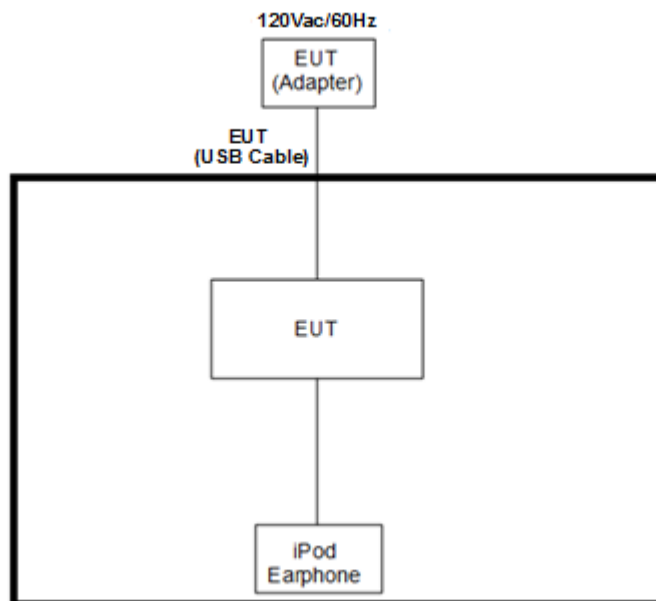 120Vac/60Hz
EUT
(Adapter)
EUT
(USB Cable)
EUT
iPod
Earphone